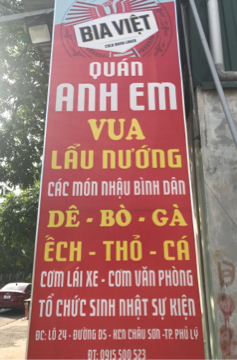 BIA VIỆT
QUÁN
ANH EM
VUA
LẨU NƯỚNG
CÁC MÓN NHẬU BÌNH DÂN
DÊ - BÒ - GÀ
ẾCH - THỎ - CÁ
CƠM LÁI XE - CƠM VĂN PHÒNG
TỔ CHỨC SINH NHẬT SỰ KIỆN
ĐC: LÔ 24 - ĐƯỜNG D5 - KCN CHÂU SƠN -TP. PHỦ LÝ
ĐT: 0915 500 523